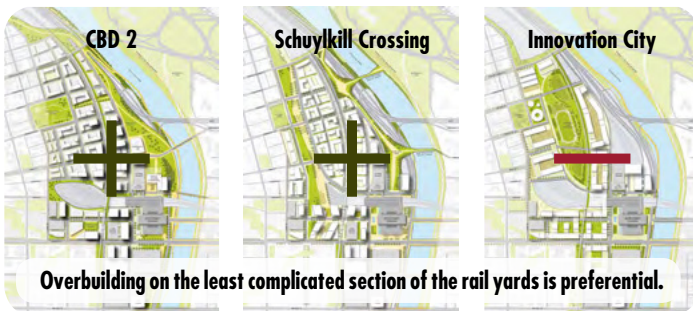 CBD 2
Schuylkill Crossing
Innovation City
Overbuilding on the least complicated section of the rail yards is preferential.